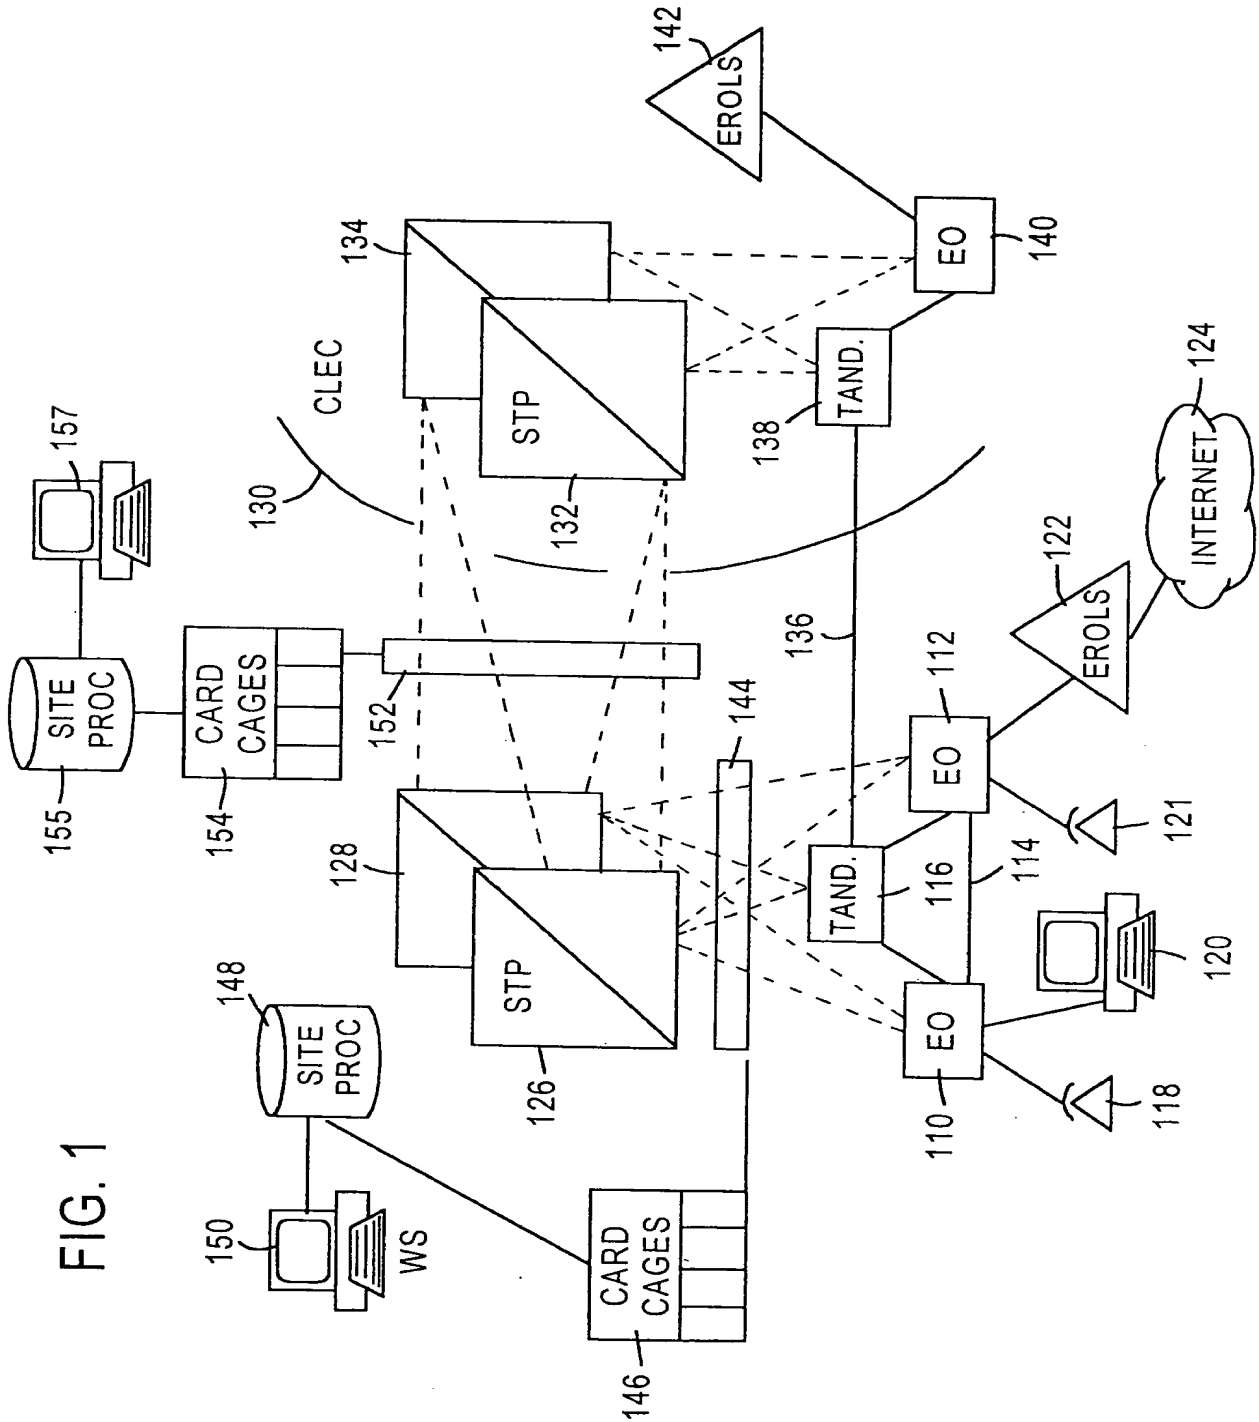 FIG. 1
150
WS
148
SITE
PROC
146
CARD
CAGES
155
SITE
PROC
157
154
CARD
CAGES
152
130
CLEC
128
126
STP
134
132
STP
144
136
138
TAND.
142
EROLS
140
EO
116
TAND.
114
112
EO
110
EO
118
120
121
122
EROLS
124
INTERNET